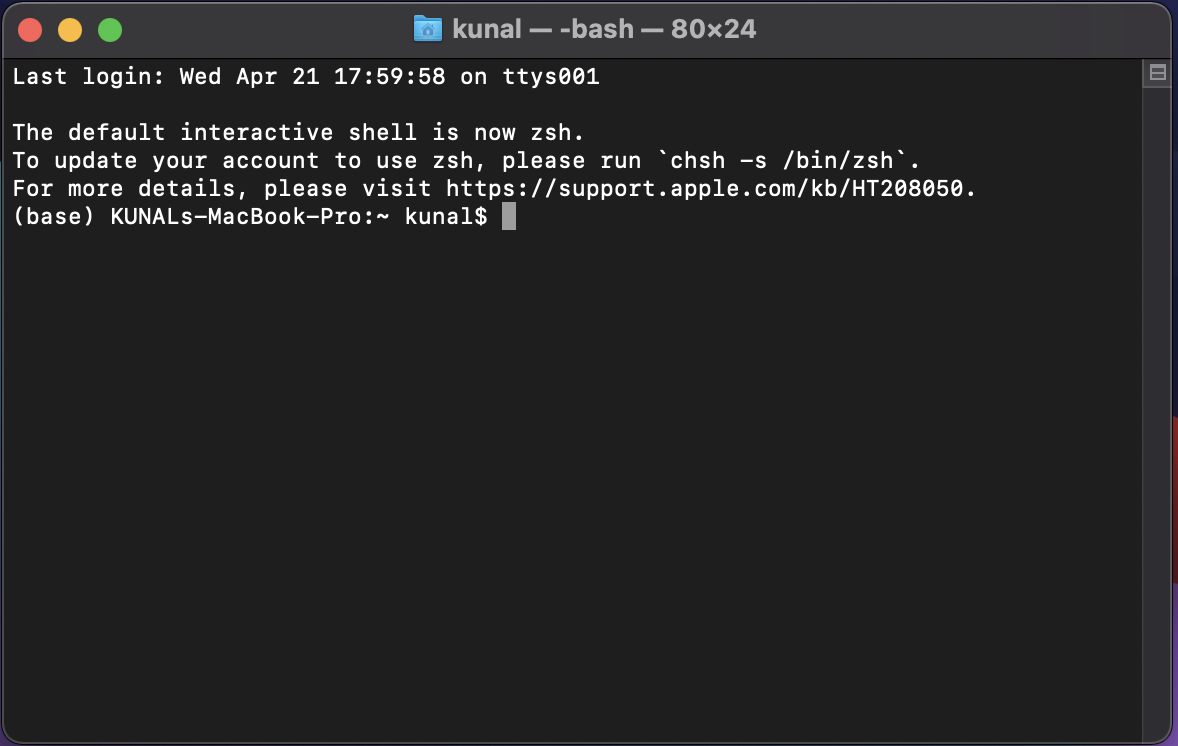 kunal — -bash — 80×24
Last login: Wed Apr 21 17:59:58 on ttys001
The default interactive shell is now zsh.
To update your account to use zsh, please run `chsh -s /bin/zsh`.
For more details, please visit https://support.apple.com/kb/HT208050.
(base) KUNALs-MacBook-Pro:~ kunal$